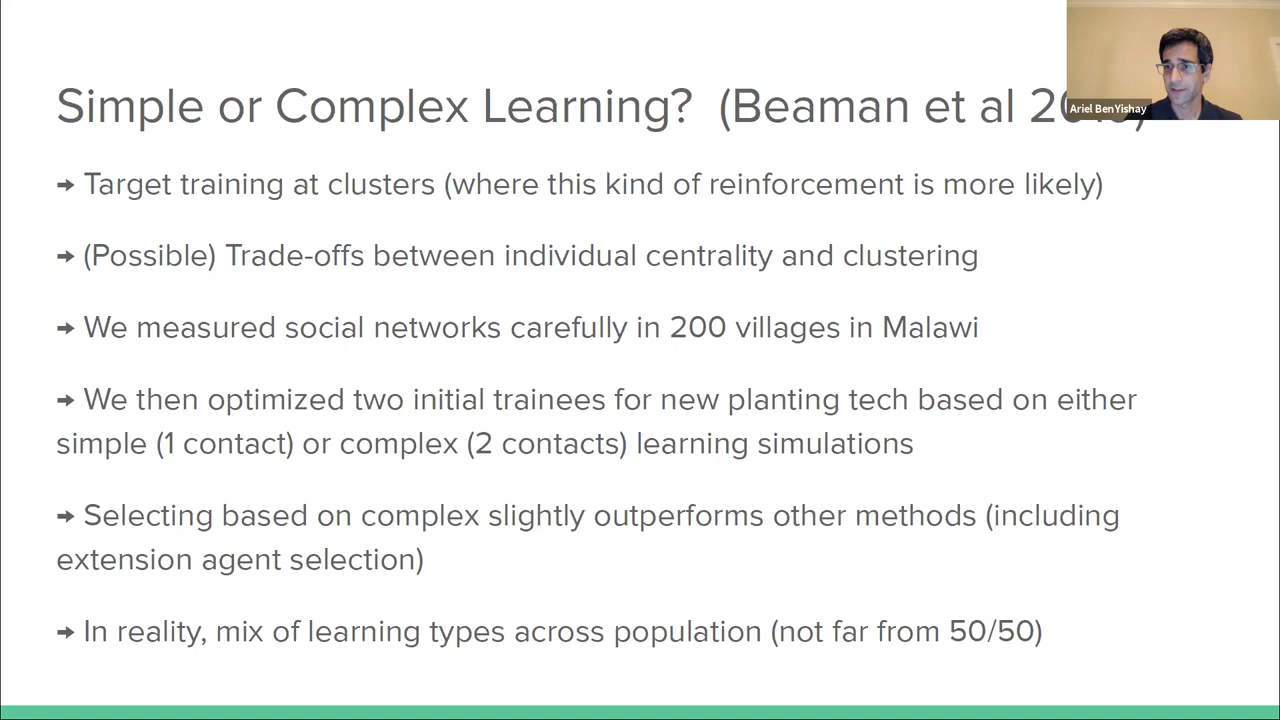 Simple or Complex Learning? (Beaman et al
→ Target training at clusters (where this kind of reinforcement is more likely)
→ (Possible) Trade-offs between individual centrality and clustering
→ We measured social networks carefully in 200 villages in Malawi
→ We then optimized two initial trainees for new planting tech based on either
simple (1 contact) or complex (2 contacts) learning simulations
→ Selecting based on complex slightly outperforms other methods (including
extension agent selection)
→ In reality, mix of learning types across population (not far from 50/50)
Ariel BenYishay